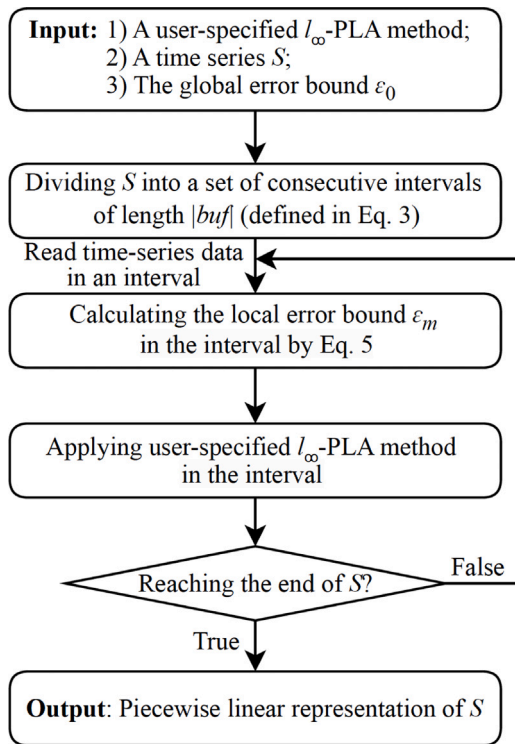 Input: 1) A user-specified l∞-PLA method;
2) A time series S;
3) The global error bound ε0
Dividing S into a set of consecutive intervals
of length |buf| (defined in Eq. 3)
Read time-series data
in an interval
Calculating the local error bound εm
in the interval by Eq. 5
Applying user-specified l∞-PLA method
in the interval
Reaching the end of S?
False
True
Output: Piecewise linear representation of S